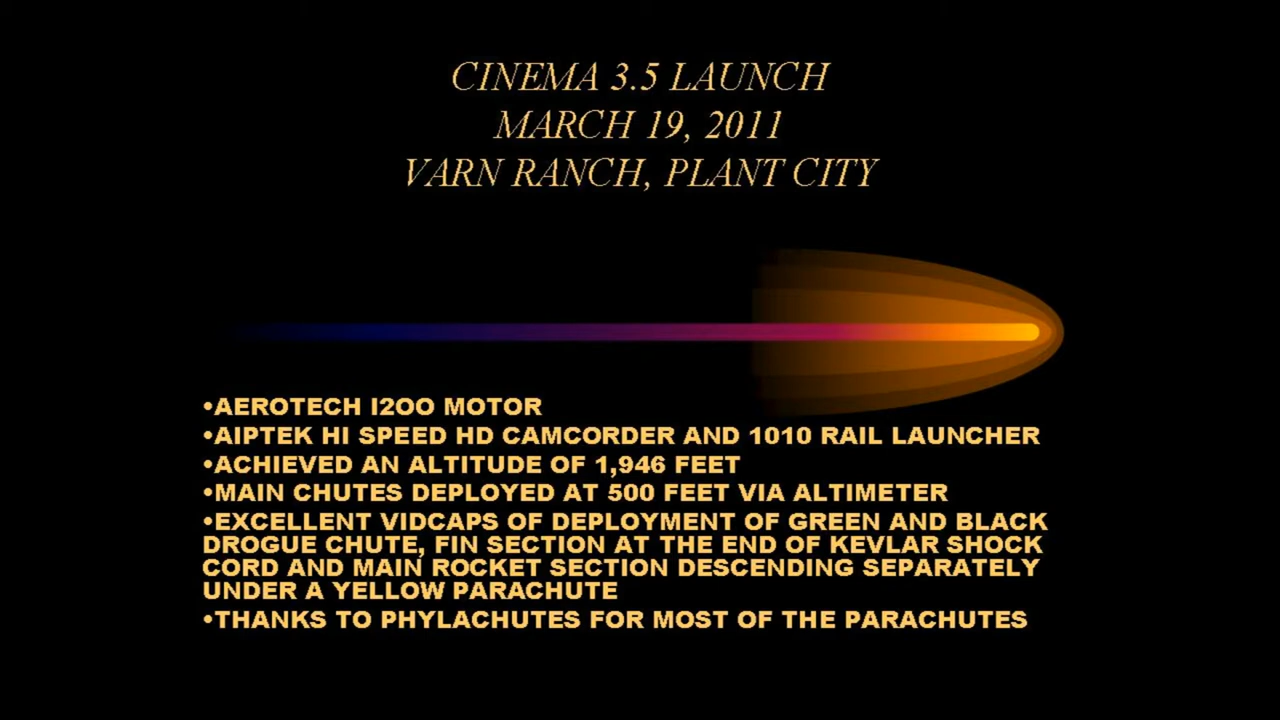 CINEMA 3.5 LAUNCH
MARCH 19, 2011
VARN RANCH, PLANT CITY
•AEROTECH I2OO MOTOR
•AIPTEK HI SPEED HD CAMCORDER AND 1010 RAIL LAUNCHER
•ACHIEVED AN ALTITUDE OF 1,946 FEET
•MAIN CHUTES DEPLOYED AT 500 FEET VIA ALTIMETER
•EXCELLENT VIDCAPS OF DEPLOYMENT OF GREEN AND BLACK
DROGUE CHUTE, FIN SECTION AT THE END OF KEVLAR SHOCK
CORD AND MAIN ROCKET SECTION DESCENDING SEPARATELY
UNDER A YELLOW PARACHUTE
•THANKS TO PHYLACHUTES FOR MOST OF THE PARACHUTES